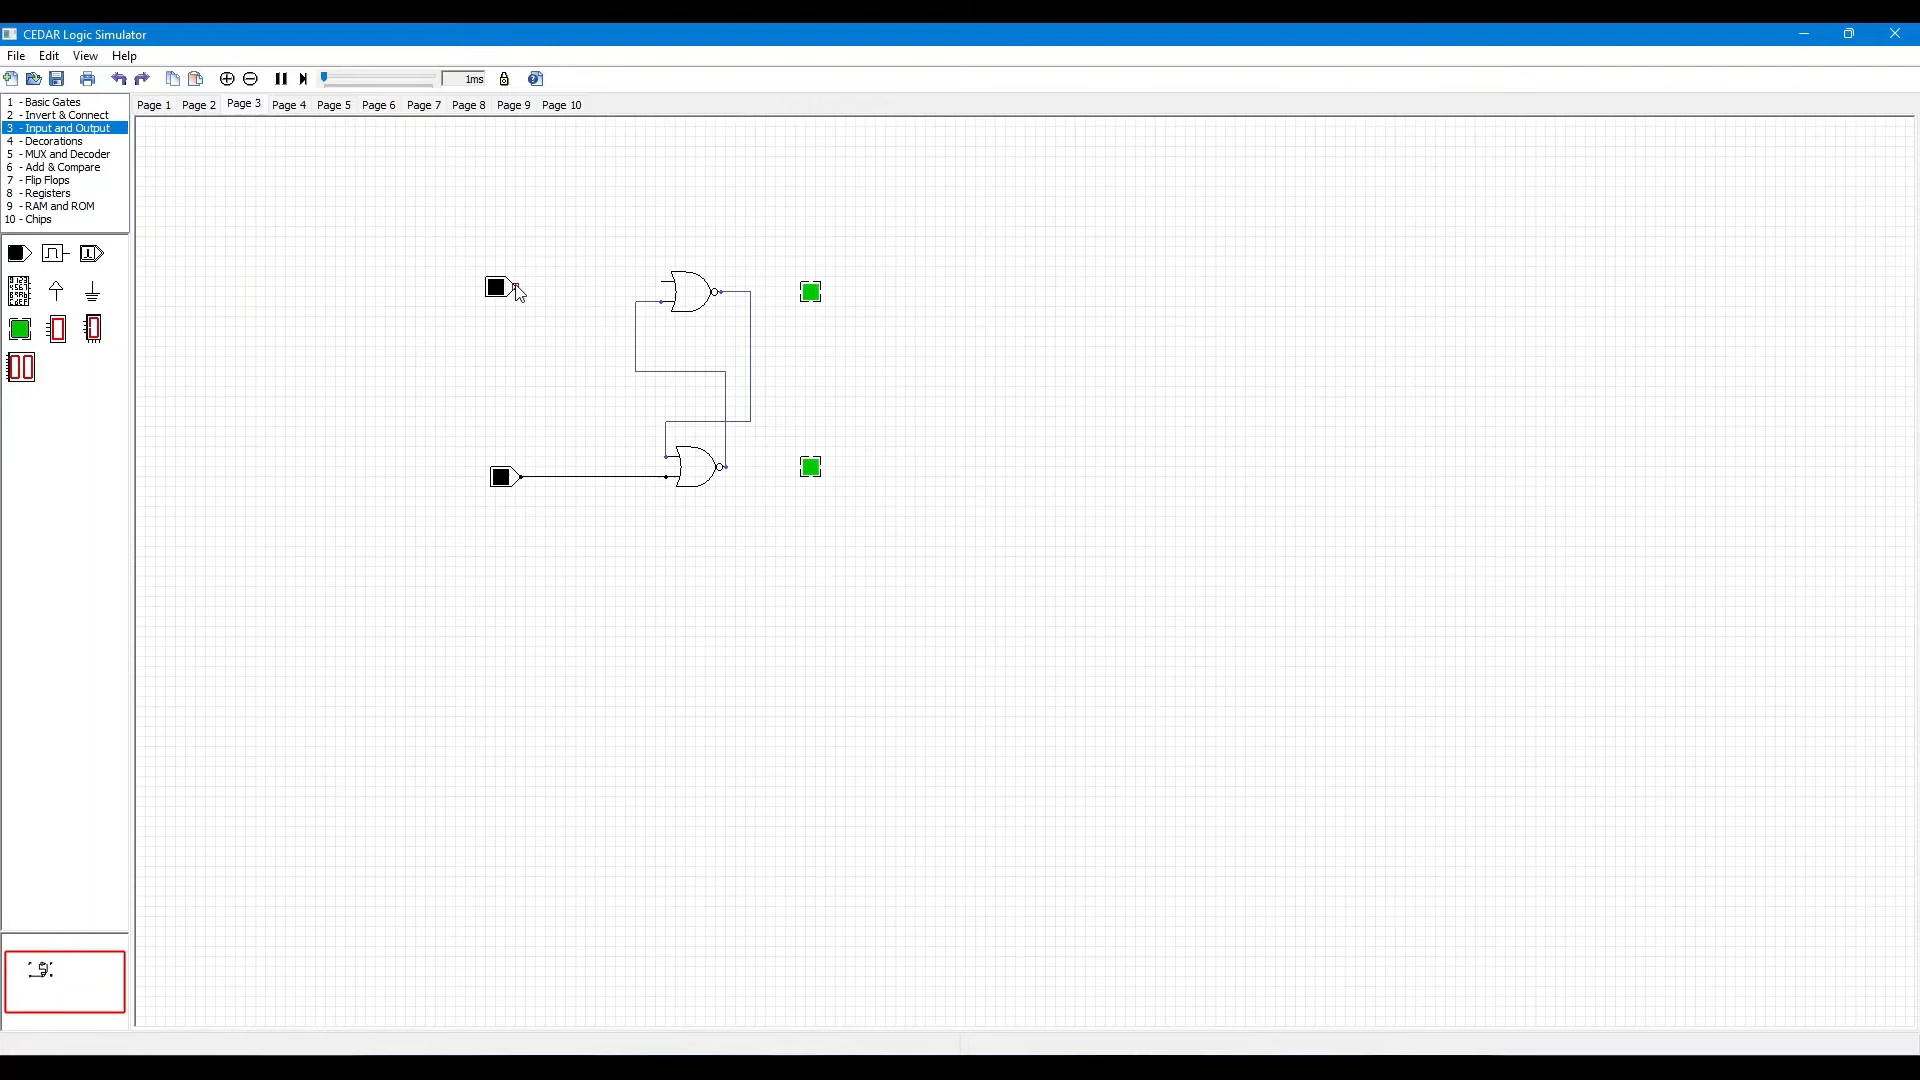 CEDAR Logic Simulator
File Edit View Help
1ms
1 - Basic Gates
2 - Invert & Connect
3 - Input and Output
4 - Decorations
5 - MUX and Decoder
6 - Add & Compare
7 - Flip Flops
8 - Registers
9 - RAM and ROM
10 - Chips
Page 1 Page 2 Page 3 Page 4 Page 5 Page 6 Page 7 Page 8 Page 9 Page 10